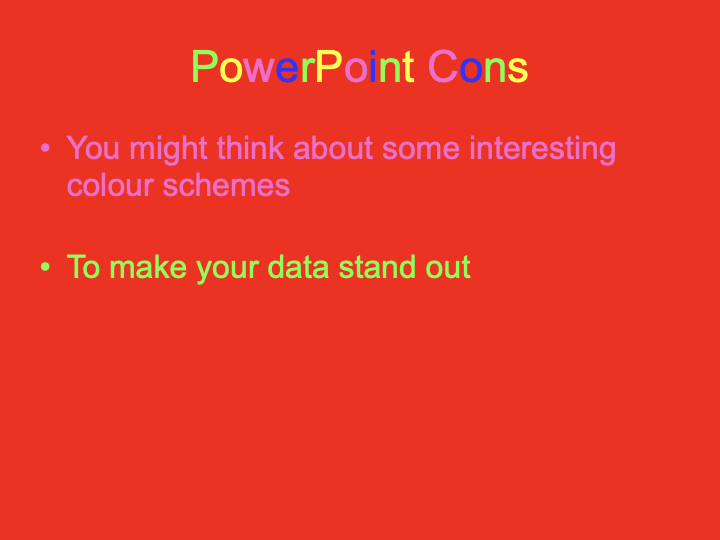 PowerPoint Cons
• You might think about some interesting
colour schemes
• To make your data stand out